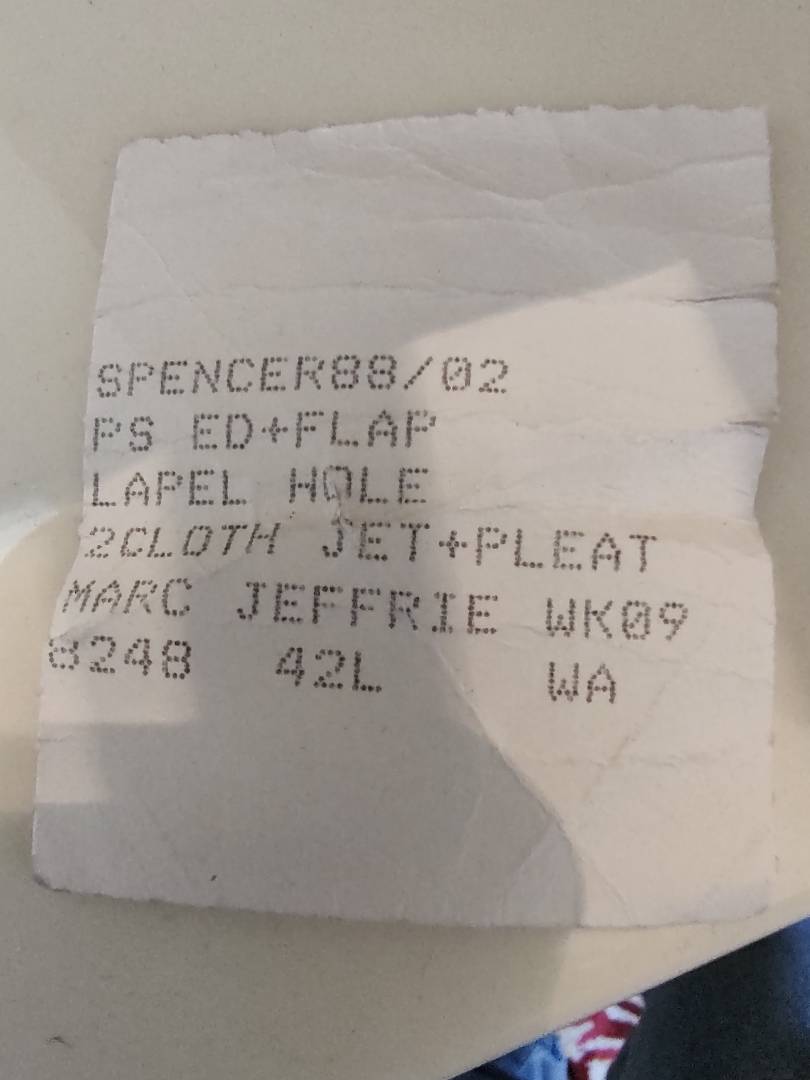 SPENCER88/02
PS ED+FLAP
LAPEL HOLE
2CLOTH JET+PLEAT
MARC JEFFRIE WK09
8248 42L WA